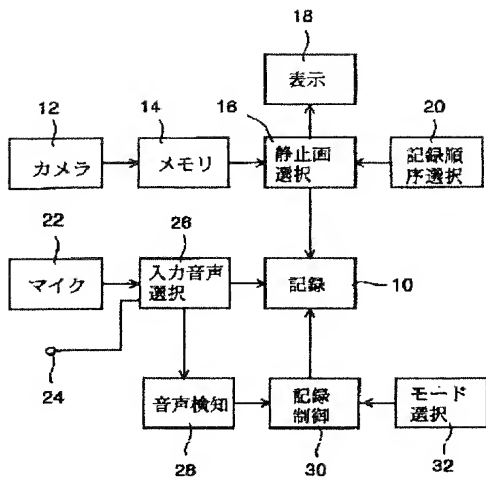 18
表示
12
14
16
20
カメラ
メモリ
静止画
選択
記録順
序選択
22
26
マイク
入力音声
選択
記録
10
24
音声検知
記録
制御
モード
選択
28
30
32